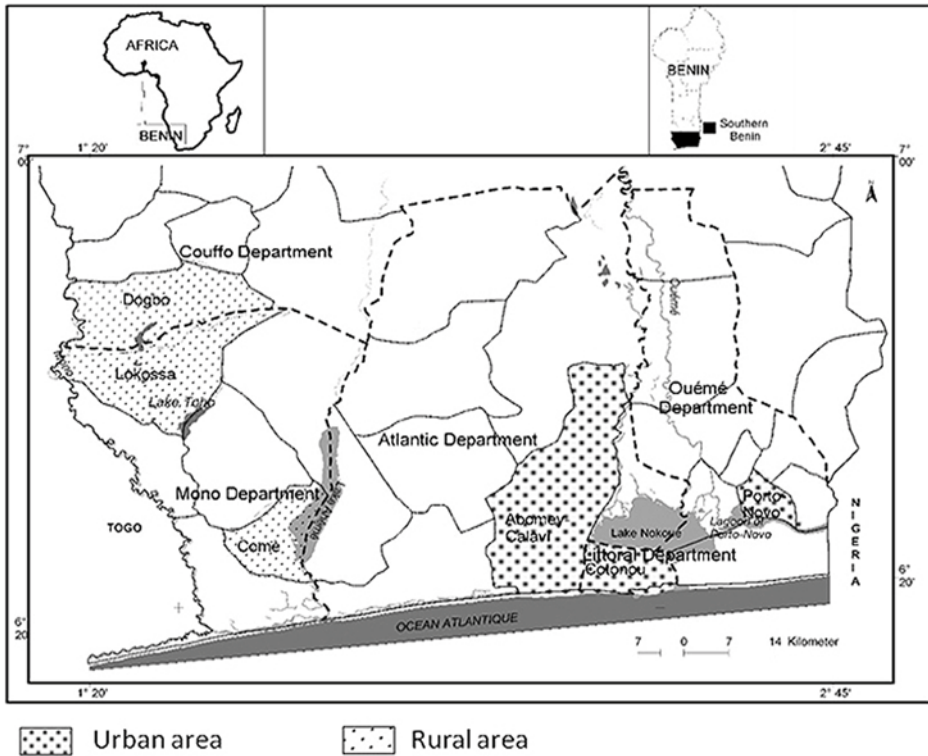 AFRICA
BENIN
BENIN
Southern
Benin
7
00
1° 20
2° 45
7
00
N
Couffo Department
Dogbo
Ouémé
Lokossa
Lake Toho
Ouémé
Department
Atlantic Department
Mono Department
Porto
Novo
TOGO
Abomey
Calavi
Lagoon of
Porto-Novo
NIGERIA
Comé
Lake Nokoué
Littoral Department
Cotonou
6
20
6°
20
OCEAN ATLANTIQUE
7 0 7 14 Kilometer
1° 20
2° 45
Urban area
Rural area